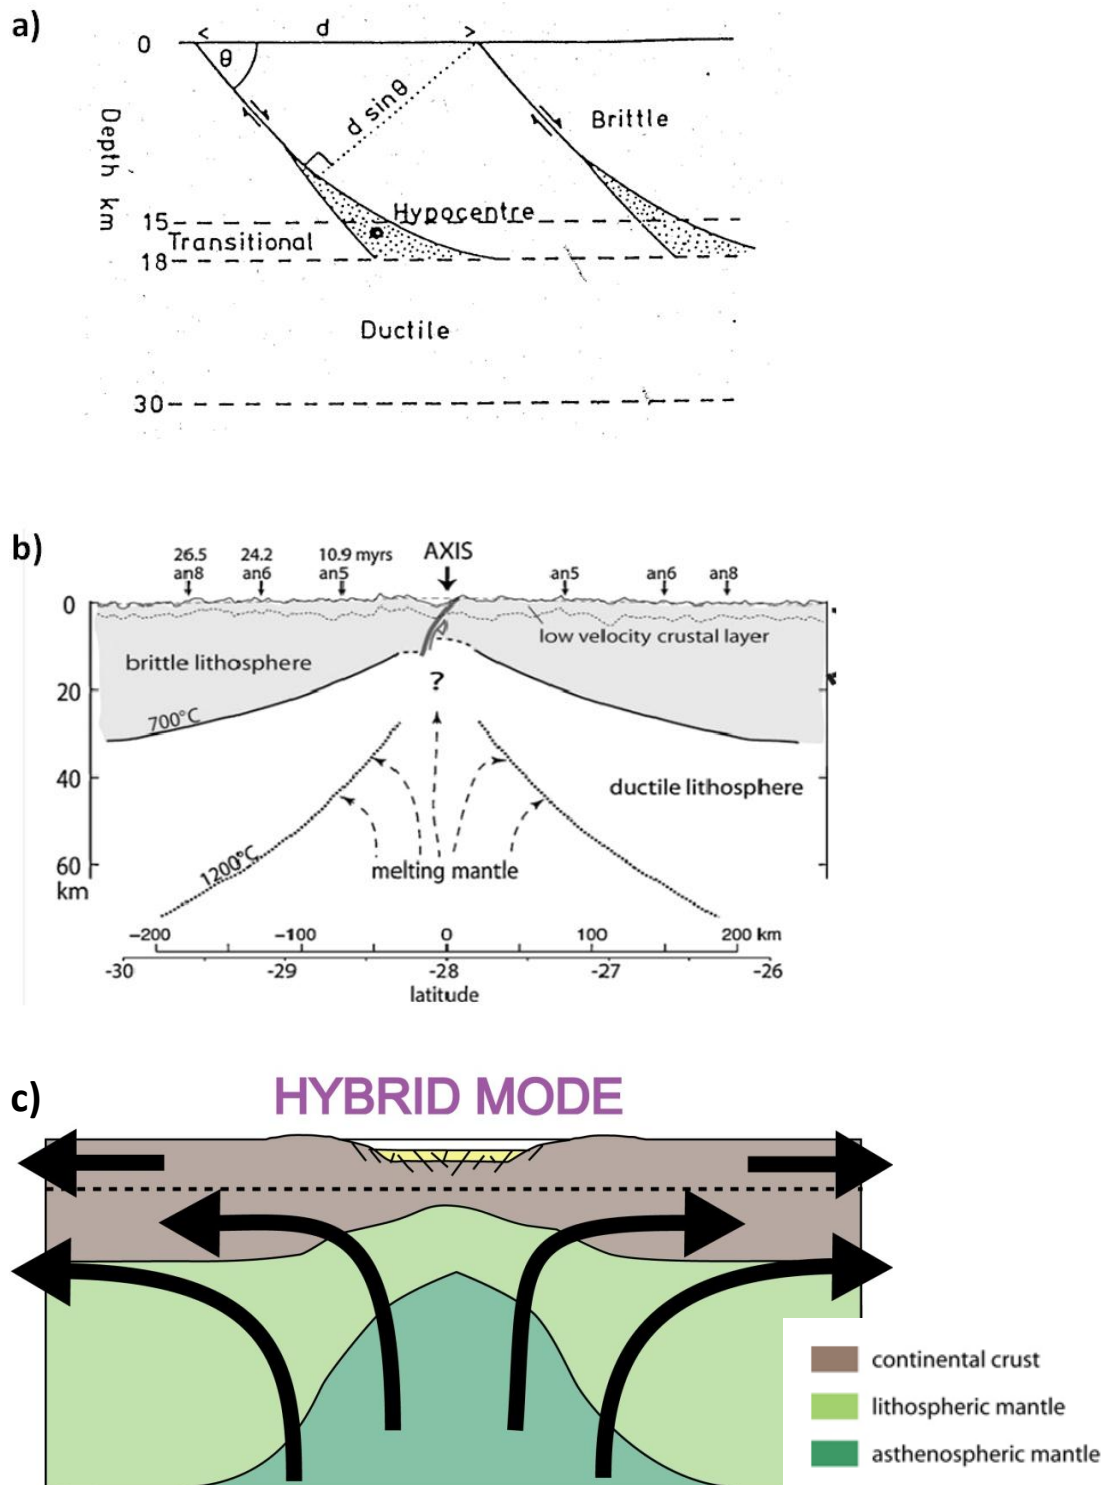 a)
< d >
0
θ
d sinθ
Brittle
Depth km
Hypocentre
15
Transitional
18
Ductile
30
b)
26.5 24.2 10.9 myrs AXIS
an8 an6 an5 an5 an6 an8
0
low velocity crustal layer
brittle lithosphere
20
?
700°C
40
ductile lithosphere
1200°C
60
melting mantle
km
-200 -100 0 100 200 km
-30 -29 -28 -27 -26
latitude
c)
HYBRID MODE
continental crust
lithospheric mantle
asthenospheric mantle